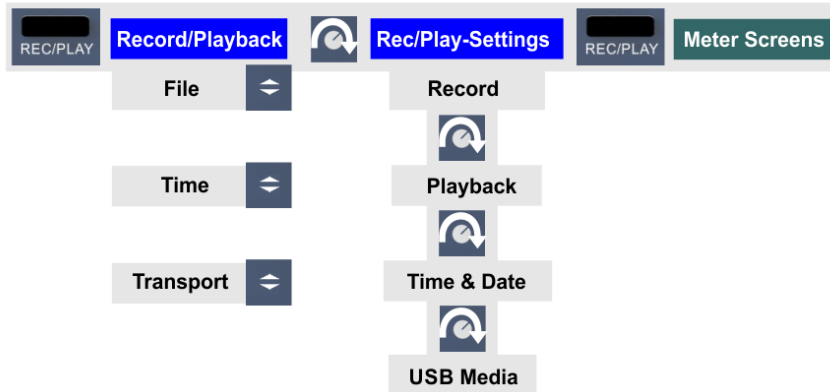 REC/PLAY Record/Playback Rec/Play-Settings REC/PLAY Meter Screens
File Record
Time Playback
Transport Time & Date
USB Media